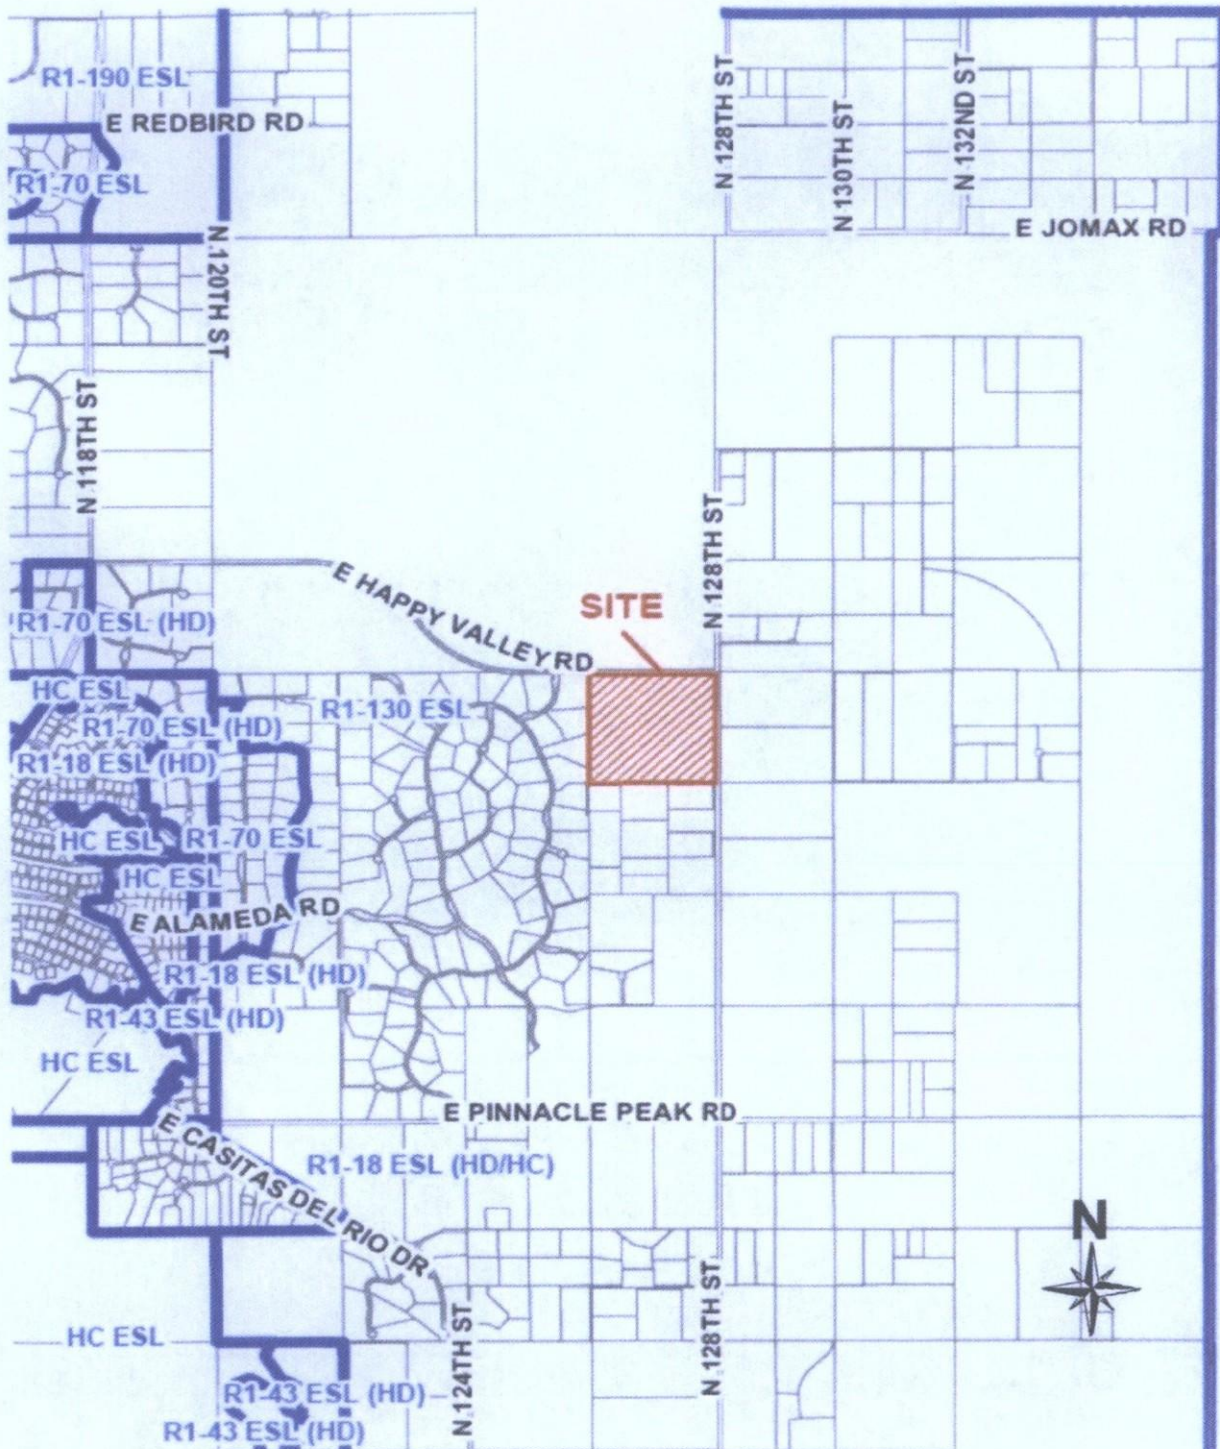 R1-190 ESL
E REDBIRD RD
R1-70 ESL
N 120TH ST
N 128TH ST
N 130TH ST
N 132ND ST
E JOMAX RD
N 118TH ST
E HAPPY VALLEY RD
SITE
N 128TH ST
R1-70 ESL (HD)
HC ESL
R1-130 ESL
R1-70 ESL (HD)
R1-18 ESL (HD)
HC ESL
R1-70 ESL
HC ESL
E ALAMEDA RD
R1-18 ESL (HD)
R1-43 ESL (HD)
HC ESL
E PINNACLE PEAK RD
E CASITAS DEL RIO DR
R1-18 ESL (HD/HC)
N
HC ESL
N 124TH ST
N 128TH ST
R1-43 ESL (HD)
R1-43 ESL (HD)